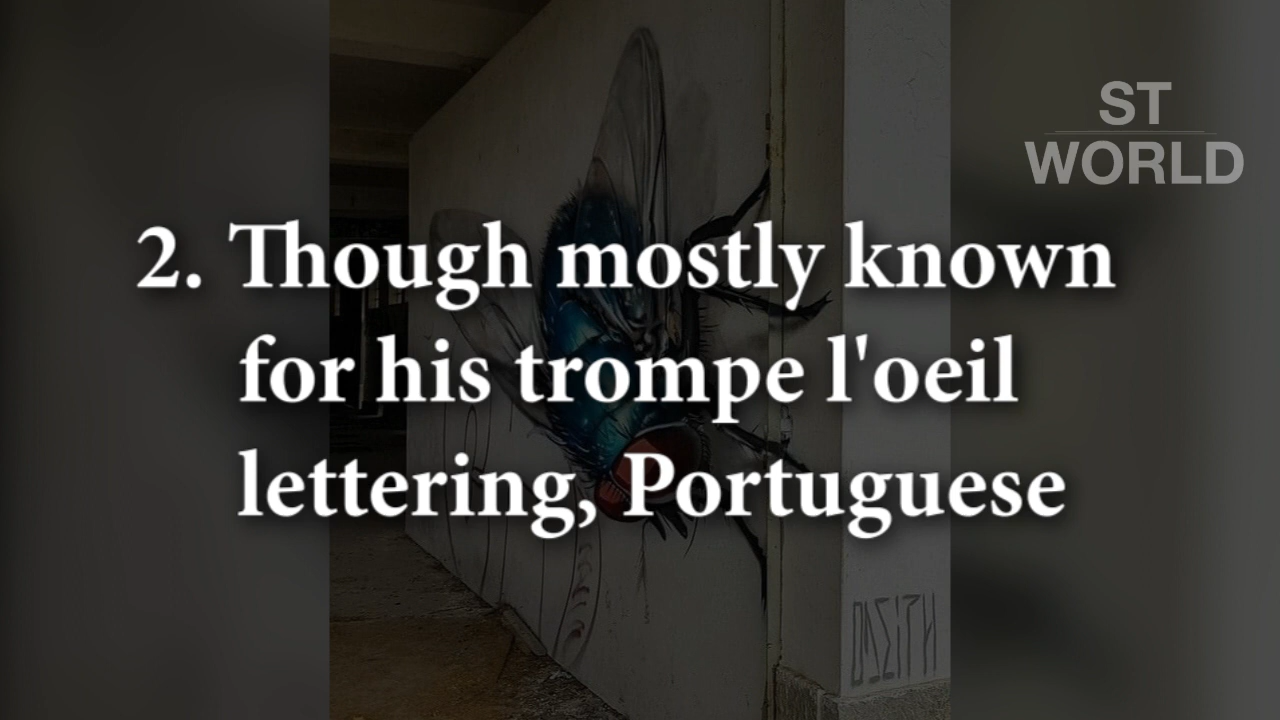 ST
WORLD
2. Though mostly known
for his trompe l'oeil
lettering, Portuguese